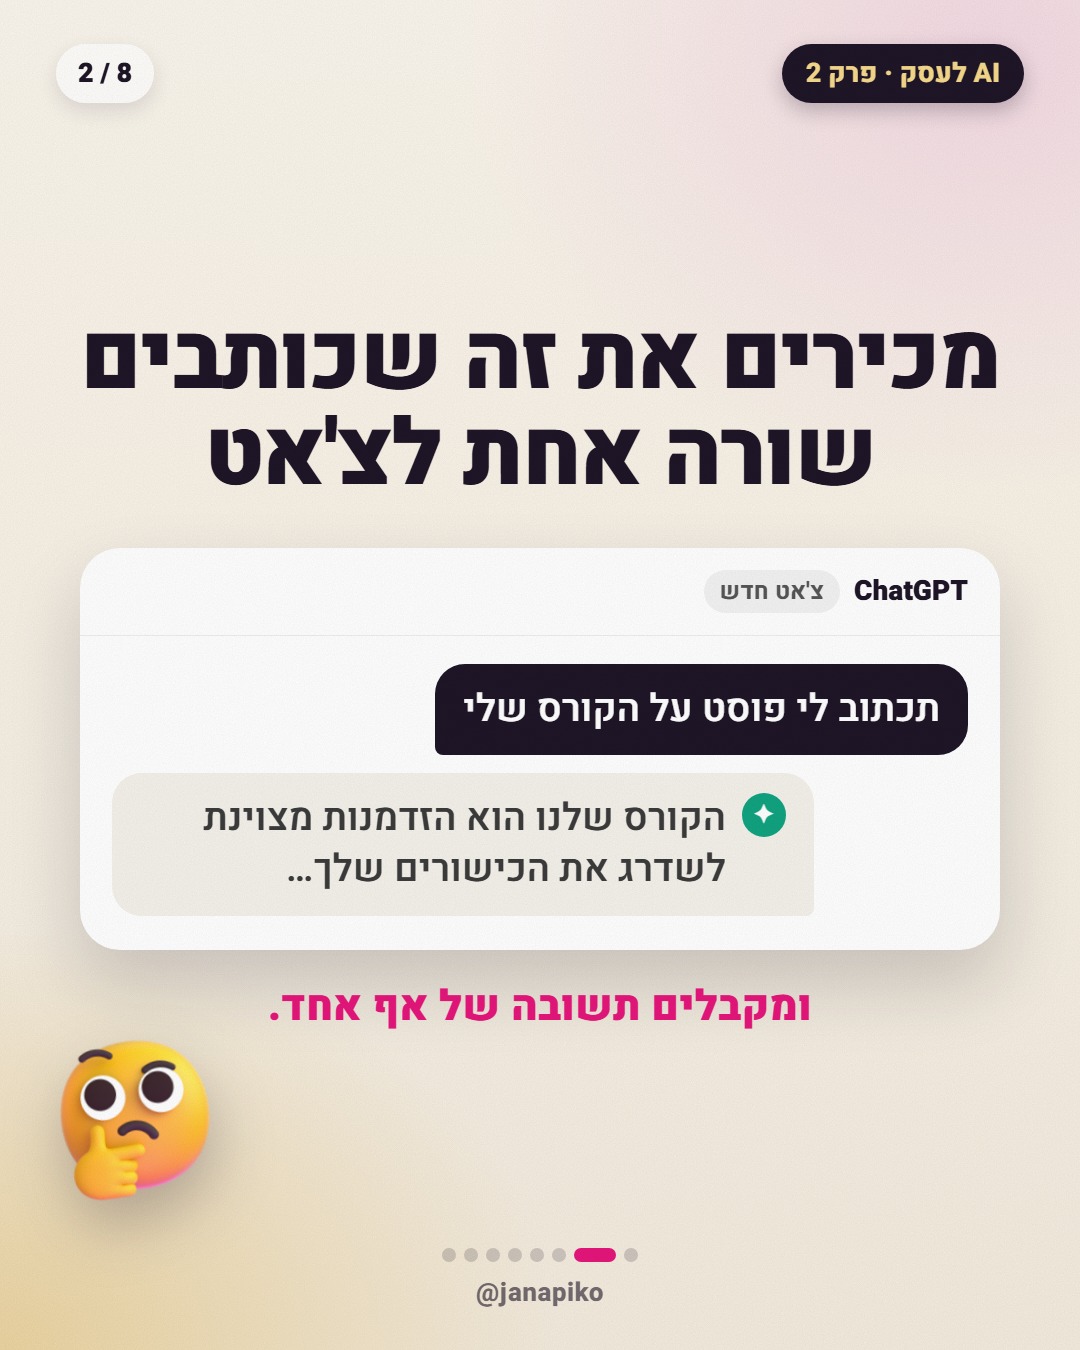 AI לעסק · פרק 2
2 / 8
מכירים את זה שכותבים
שורה אחת לצ'אט
ChatGPT צ'אט חדש
תכתוב לי פוסט על הקורס שלי
הקורס שלנו הוא הזדמנות מצוינת
לשדרג את הכישורים שלך...
ומקבלים תשובה של אף אחד.
@janapiko